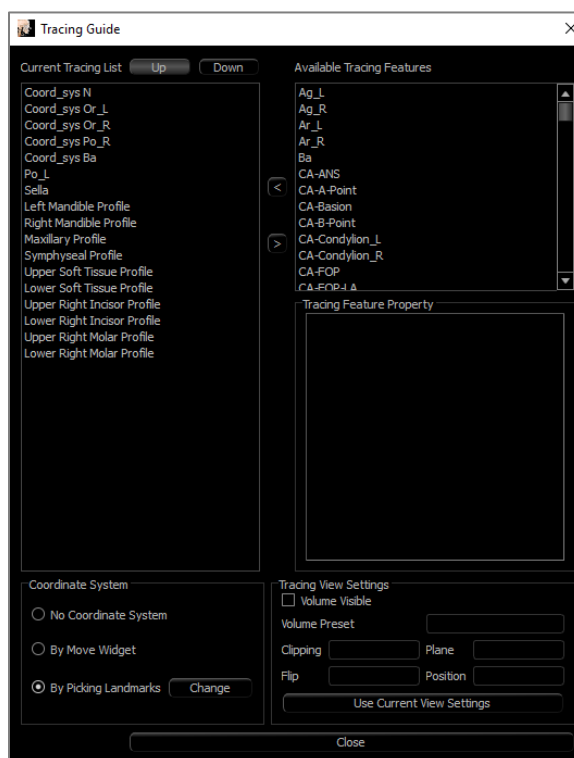 Tracing Guide
Current Tracing List Up Down
Coord_sys N
Coord_sys Or_L
Coord_sys Or_R
Coord_sys Po_R
Coord_sys Ba
Po_L
Sella
Left Mandible Profile
Right Mandible Profile
Maxillary Profile
Symphyseal Profile
Upper Soft Tissue Profile
Lower Soft Tissue Profile
Upper Right Incisor Profile
Lower Right Incisor Profile
Upper Right Molar Profile
Lower Right Molar Profile
<
>
Available Tracing Features
Ag_L
Ag_R
Ar_L
Ar_R
Ba
CA-ANS
CA-A-Point
CA-Basion
CA-B-Point
CA-Condylion_L
CA-Condylion_R
CA-FOP
CA-FOP-LA
Tracing Feature Property
Coordinate System
No Coordinate System
By Move Widget
By Picking Landmarks Change
Tracing View Settings
Volume Visible
Volume Preset
Clipping Plane
Flip Position
Use Current View Settings
Close